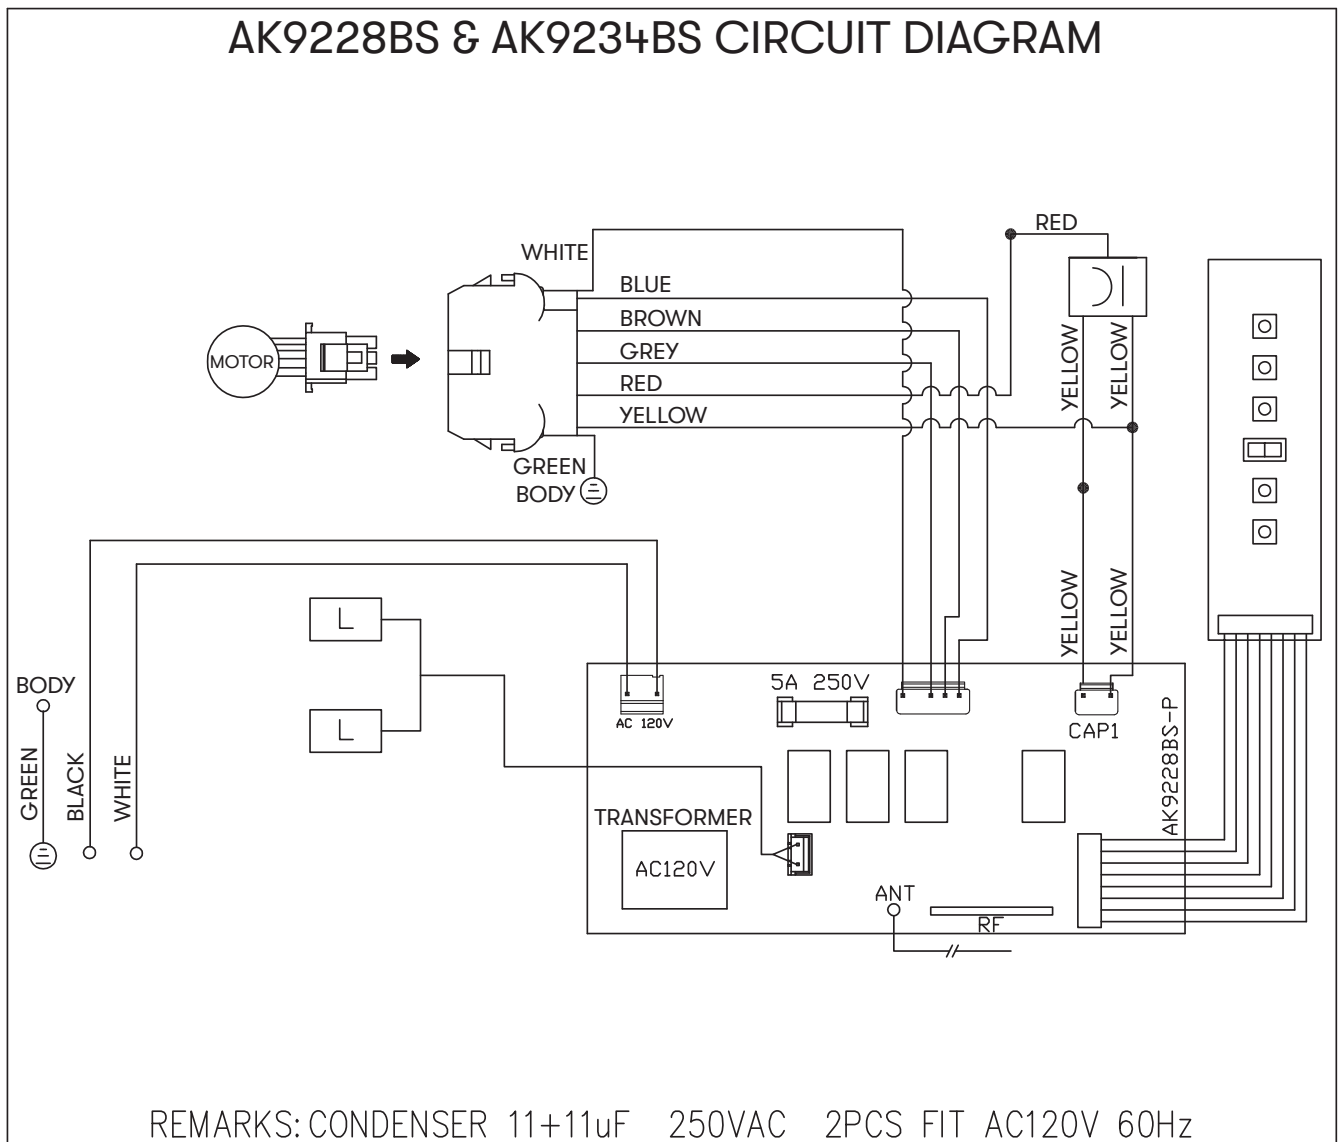 AK9228BS & AK9234BS CIRCUIT DIAGRAM
RED
WHITE
BLUE
BROWN
GREY
RED
YELLOW
MOTOR
GREEN
BODY
YELLOW
YELLOW
YELLOW
YELLOW
L
L
BODY
GREEN
BLACK
WHITE
5A 250V
AC 120V
CAP1
AK9228BS-P
TRANSFORMER
AC120V
ANT
RF
REMARKS: CONDENSER 11+11uF 250VAC 2PCS FIT AC120V 60Hz